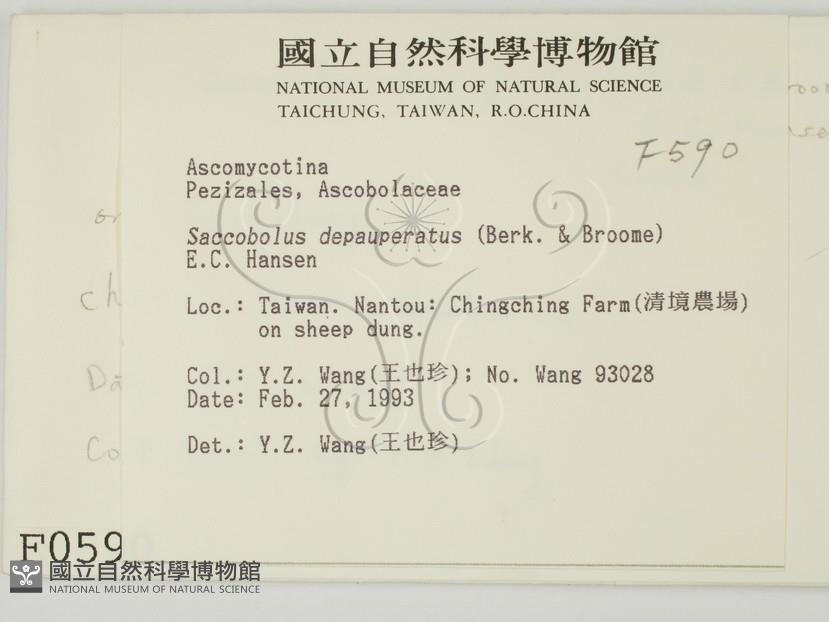 國立自然科學博物館
NATIONAL MUSEUM OF NATURAL SCIENCE
TAICHUNG, TAIWAN, R.O.CHINA
F590
Ascomycotina
Pezizales, Ascobolaceae
Saccobolus depauperatus (Berk. & Broome)
E.C. Hansen
Loc.: Taiwan. Nantou: Chingching Farm(清境農場)
on sheep dung.
Col.: Y.Z. Wang(王也珍); No. Wang 93028
Date: Feb. 27, 1993
Det.: Y.Z. Wang(王也珍)
ch
Da
Co
F059
國立自然科學博物館
NATIONAL MUSEUM OF NATURAL SCIENCE